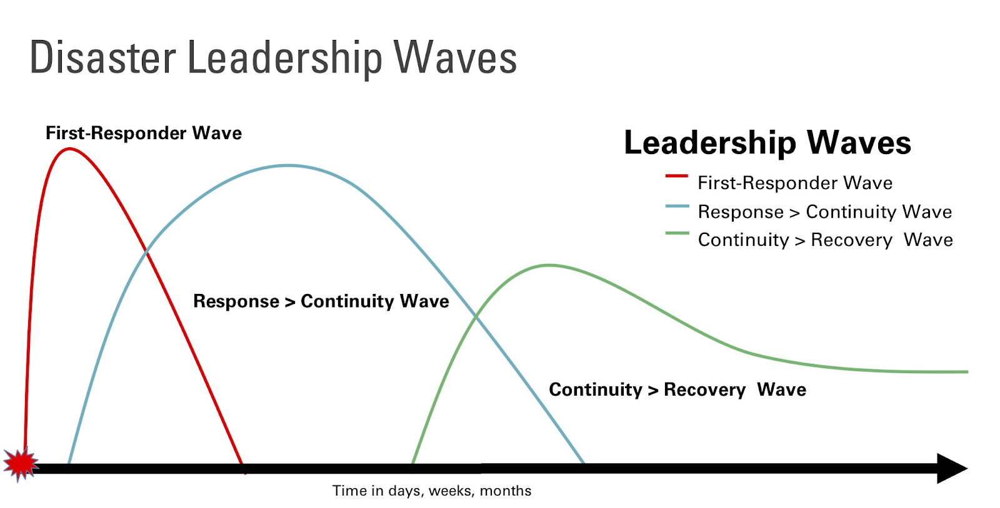 Disaster Leadership Waves
First-Responder Wave
Leadership Waves
First-Responder Wave
Response > Continuity Wave
Continuity > Recovery  Wave
Response > Continuity Wave
Continuity > Recovery  Wave
Time in days, weeks, months